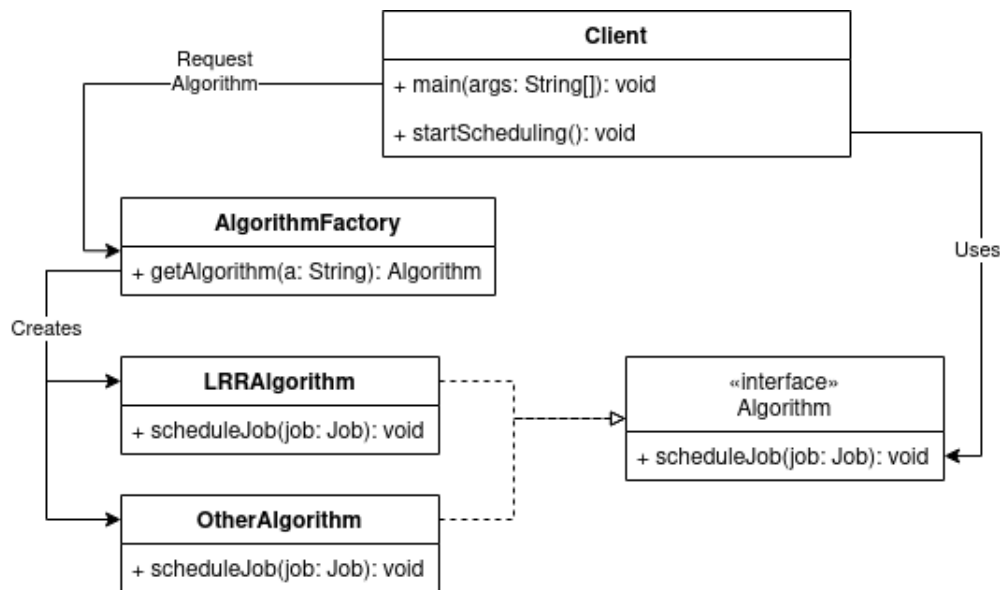 Client
Request
Algorithm
+ main(args: String[]): void
+ startScheduling(): void
AlgorithmFactory
+ getAlgorithm(a: String): Algorithm
Uses
Creates
LRRAlgorithm
+ scheduleJob(job: Job): void
«interface»
Algorithm
+ scheduleJob(job: Job): void
OtherAlgorithm
+ scheduleJob(job: Job): void